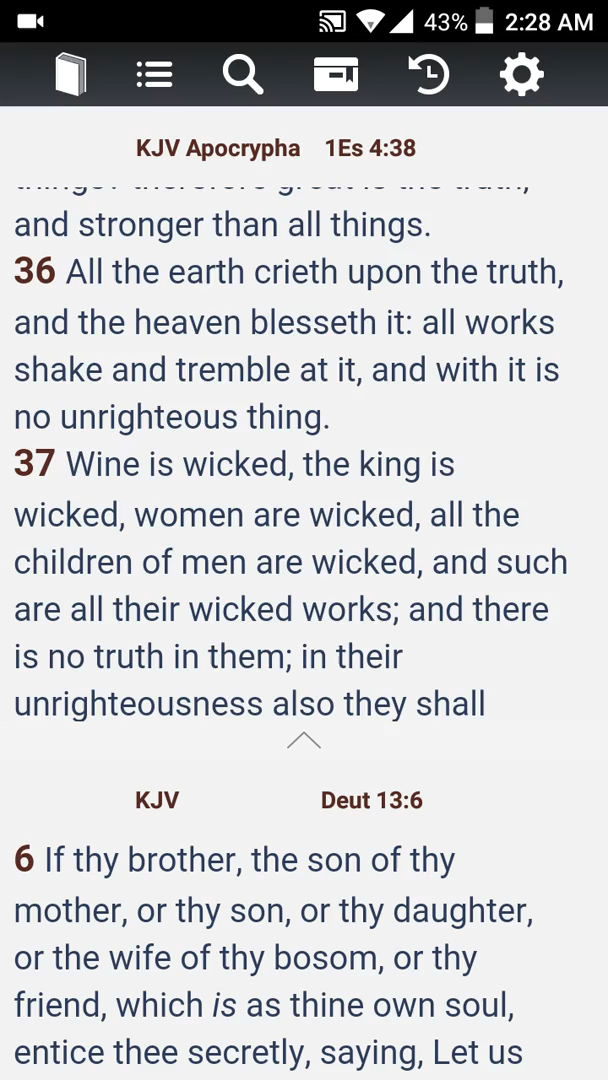 43% 2:28 AM
KJV Apocrypha 1Es 4:38
and stronger than all things.
36 All the earth crieth upon the truth,
and the heaven blesseth it: all works
shake and tremble at it, and with it is
no unrighteous thing.
37 Wine is wicked, the king is
wicked, women are wicked, all the
children of men are wicked, and such
are all their wicked works; and there
is no truth in them; in their
unrighteousness also they shall
KJV Deut 13:6
6 If thy brother, the son of thy
mother, or thy son, or thy daughter,
or the wife of thy bosom, or thy
friend, which is as thine own soul,
entice thee secretly, saying, Let us